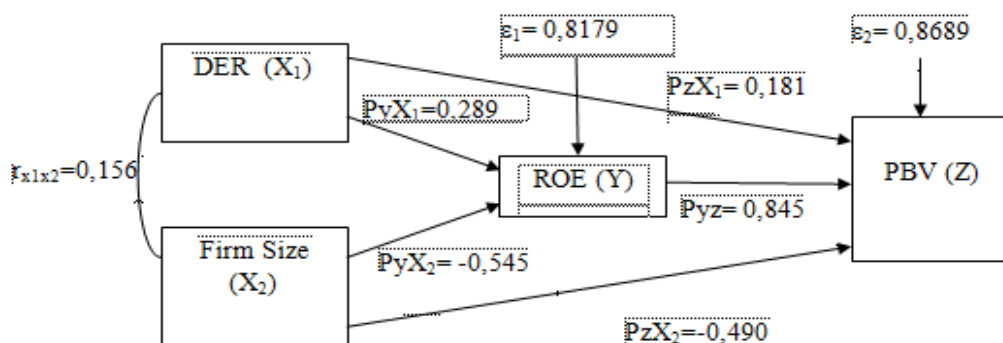 ε₁= 0,8179
ε₂= 0,8689
DER (X₁)
PzX₁= 0,181
PyX₁=0.289
rₓ₁ₓ₂=0,156
ROE (Y)
PBV (Z)
Pyz= 0,845
Firm Size
(X₂)
PyX₂= -0,545
PzX₂=-0,490